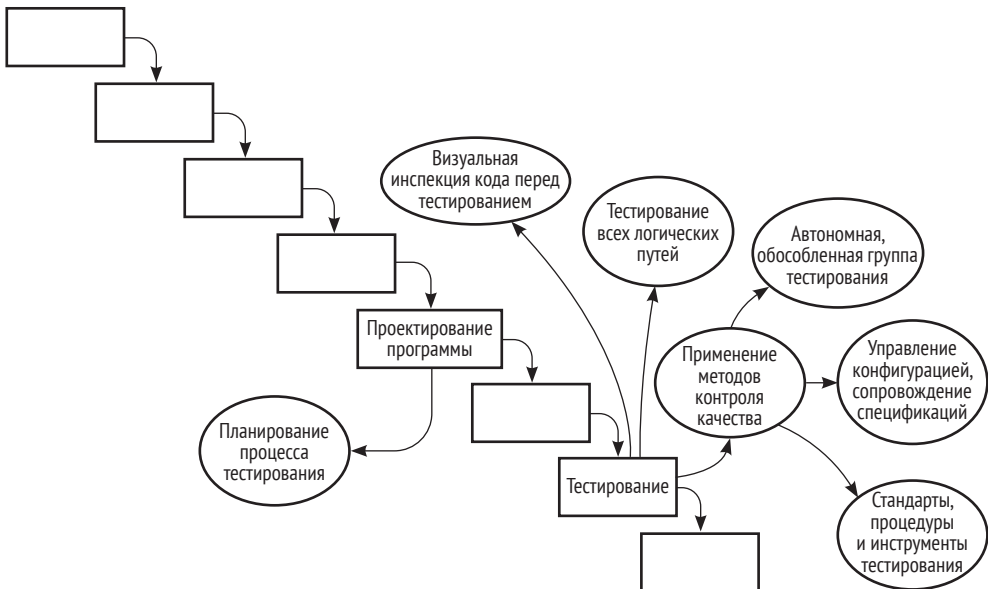 Визуальная
инспекция кода перед
тестированием
Тестирование
всех логических
путей
Автономная,
обособленная группа
тестирования
Проектирование
программы
Применение
методов
контроля
качества
Управление
конфигурацией,
сопровождение
спецификаций
Планирование
процесса
тестирования
Тестирование
Стандарты,
процедуры
и инструменты
тестирования